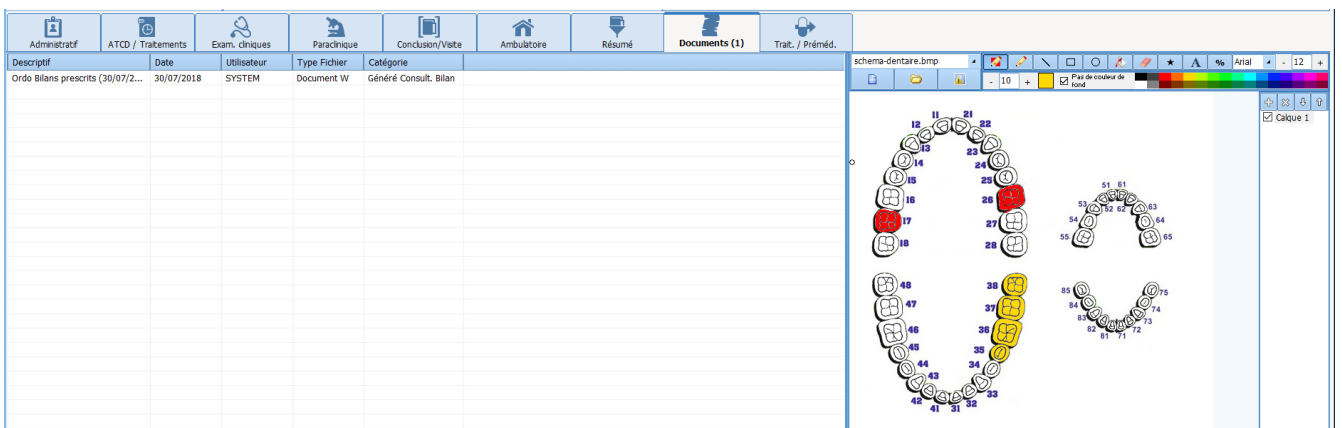 Administratif ATCD / Traitements Exam. cliniques Paraclinique Conclusion/Visite Ambulatoire Résumé Documents (1) Trait. / Préméd.
Descriptif Date Utilisateur Type Fichier Catégorie
Ordo Bilans prescrits (30/07/2... 30/07/2018 SYSTEM Document W Généré Consult. Bilan
schema-dentaire.bmp A % Arial - 12 +
- 10 + Pas de couleur de
fond
Calque 1
11 21
12 22
13 23
14 24
15 25
16 26
17 27
18 28
48 38
47 37
46 36
45 35
44 34
43 33
42 41 31 32
51 61
53 52 62 63
54 64
55 65
85 75
84 74
83 73
82 81 71 72